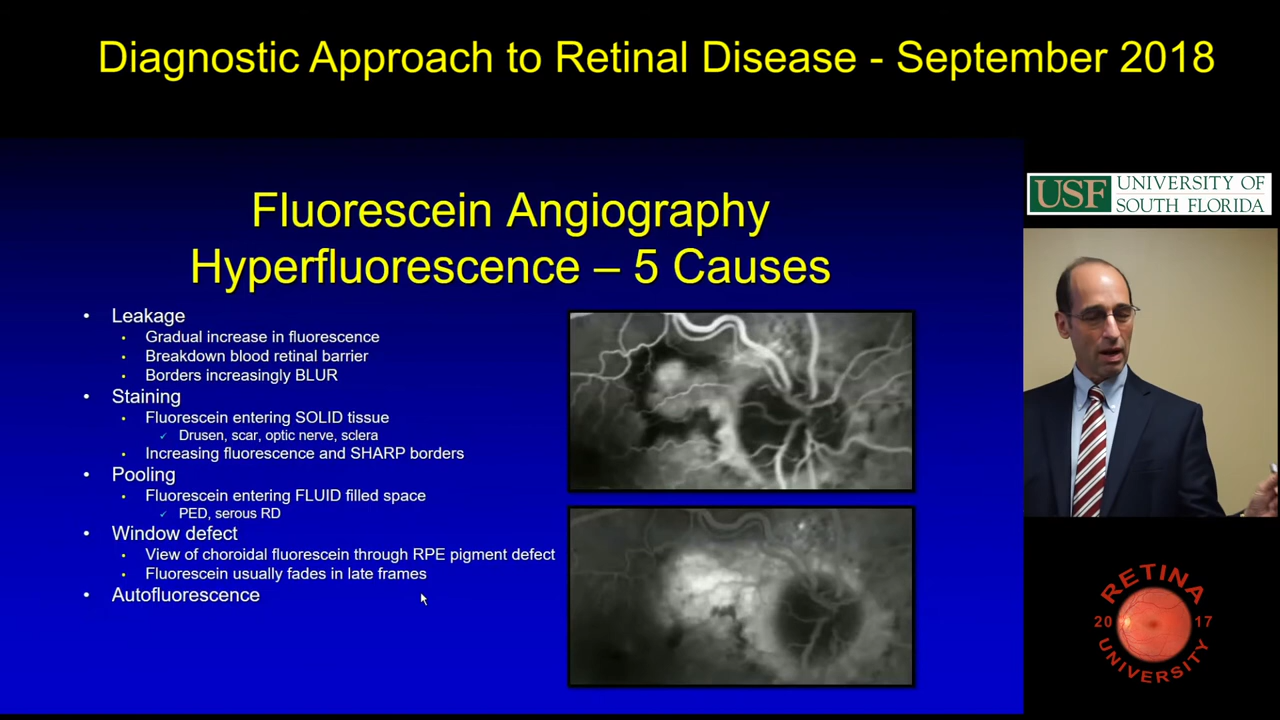 Diagnostic Approach to Retinal Disease - September 2018
Fluorescein Angiography
Hyperfluorescence – 5 Causes
• Leakage
• Gradual increase in fluorescence
• Breakdown blood retinal barrier
• Borders increasingly BLUR
• Staining
• Fluorescein entering SOLID tissue
✓ Drusen, scar, optic nerve, sclera
• Increasing fluorescence and SHARP borders
• Pooling
• Fluorescein entering FLUID filled space
✓ PED, serous RD
• Window defect
• View of choroidal fluorescein through RPE pigment defect
• Fluorescein usually fades in late frames
• Autofluorescence
USF UNIVERSITY OF
SOUTH FLORIDA
RETINA
20 17
UNIVERSITY